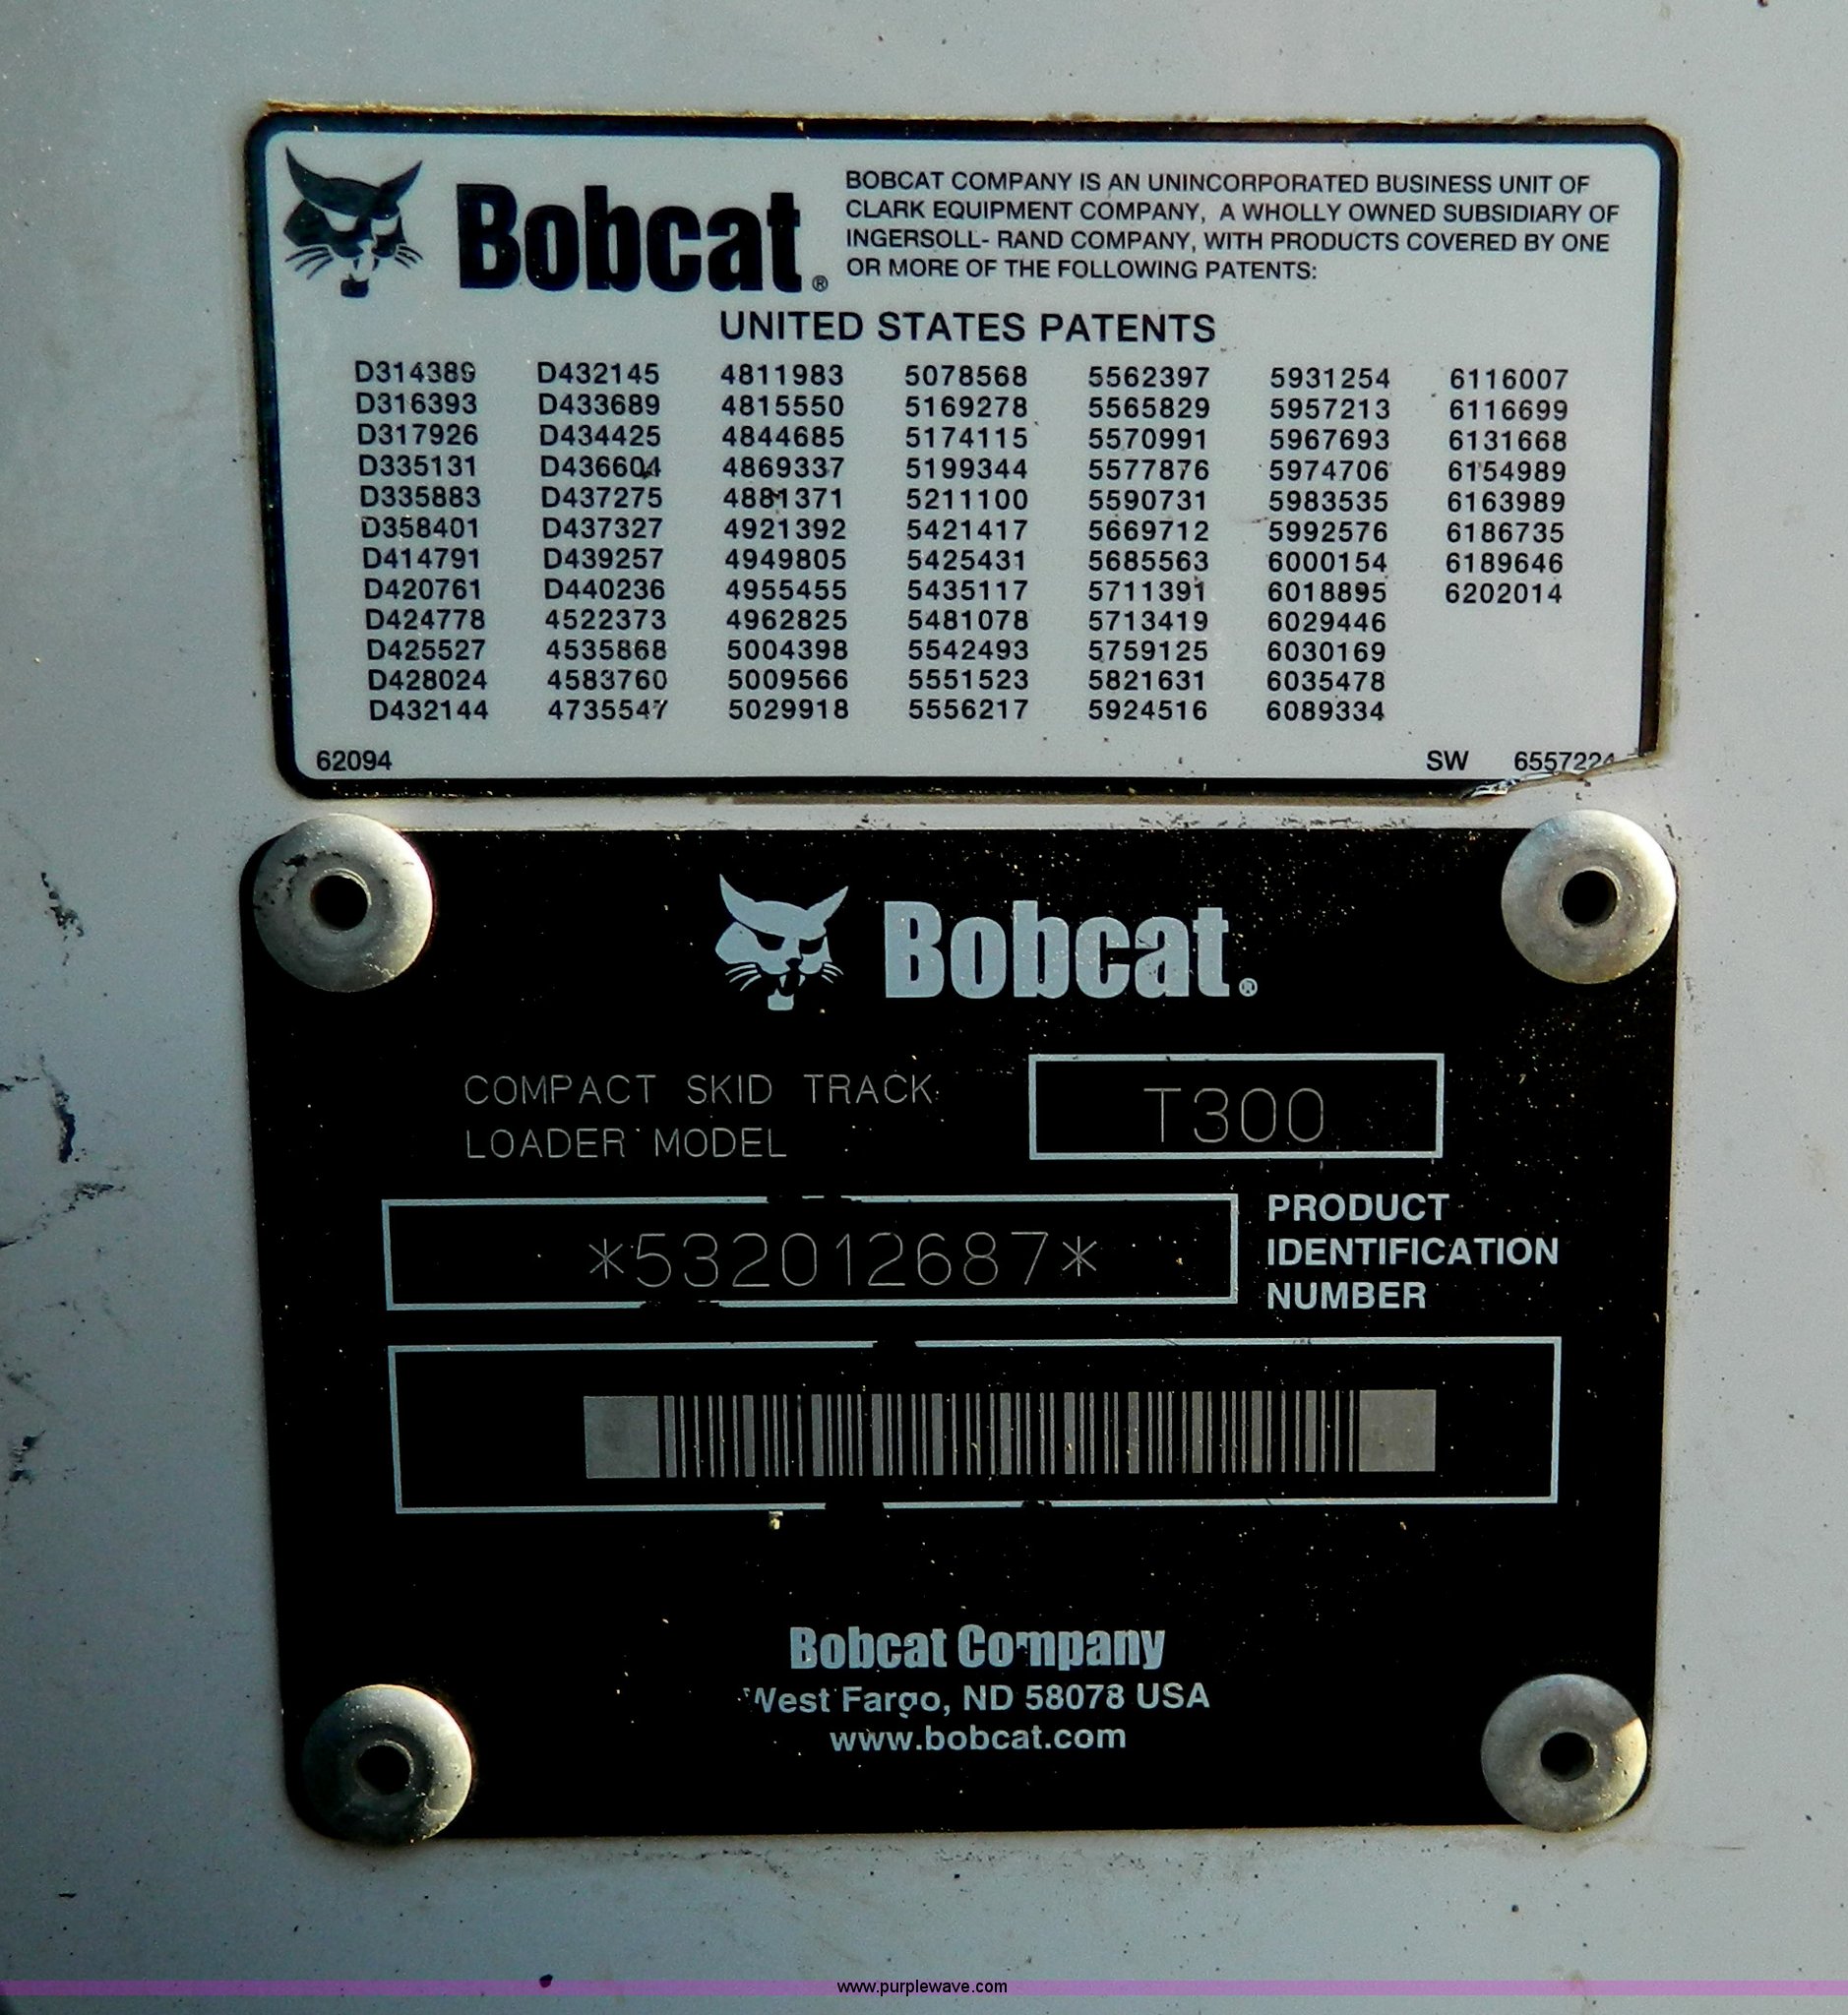 Bobcat®
BOBCAT COMPANY IS AN UNINCORPORATED BUSINESS UNIT OF
CLARK EQUIPMENT COMPANY, A WHOLLY OWNED SUBSIDIARY OF
INGERSOLL- RAND COMPANY, WITH PRODUCTS COVERED BY ONE
OR MORE OF THE FOLLOWING PATENTS:
UNITED STATES PATENTS
D314389 D432145 4811983 5078568 5562397 5931254 6116007
D316393 D433689 4815550 5169278 5565829 5957213 6116699
D317926 D434425 4844685 5174115 5570991 5967693 6131668
D335131 D436604 4869337 5199344 5577876 5974706 6154989
D335883 D437275 4881371 5211100 5590731 5983535 6163989
D358401 D437327 4921392 5421417 5669712 5992576 6186735
D414791 D439257 4949805 5425431 5685563 6000154 6189646
D420761 D440236 4955455 5435117 5711391 6018895 6202014
D424778 4522373 4962825 5481078 5713419 6029446
D425527 4535868 5004398 5542493 5759125 6030169
D428024 4583760 5009566 5551523 5821631 6035478
D432144 4735547 5029918 5556217 5924516 6089334
62094 SW 6557224
Bobcat®
COMPACT SKID TRACK
LOADER MODEL
T300
*532012687*
PRODUCT
IDENTIFICATION
NUMBER
Bobcat Company
West Fargo, ND 58078 USA
www.bobcat.com
www.purplewave.com